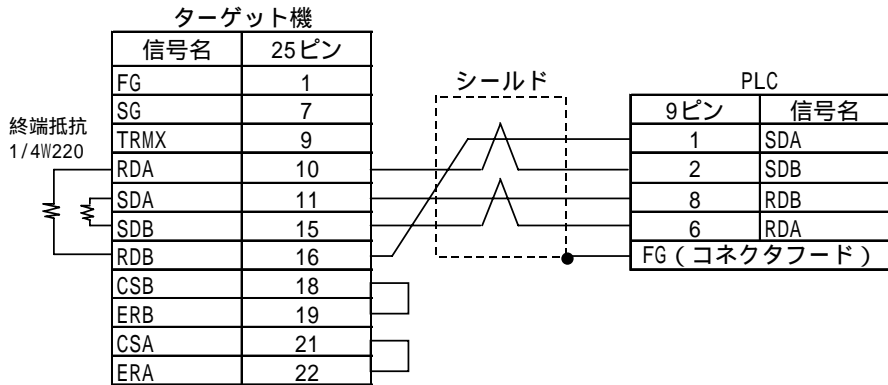 ターゲット機
信号名 25ピン
FG 1
SG 7
TRMX 9
RDA 10
SDA 11
SDB 15
RDB 16
CSB 18
ERB 19
CSA 21
ERA 22
終端抵抗
1/4W220
シールド
PLC
9ピン 信号名
1 SDA
2 SDB
8 RDB
6 RDA
FG(コネクタフード)